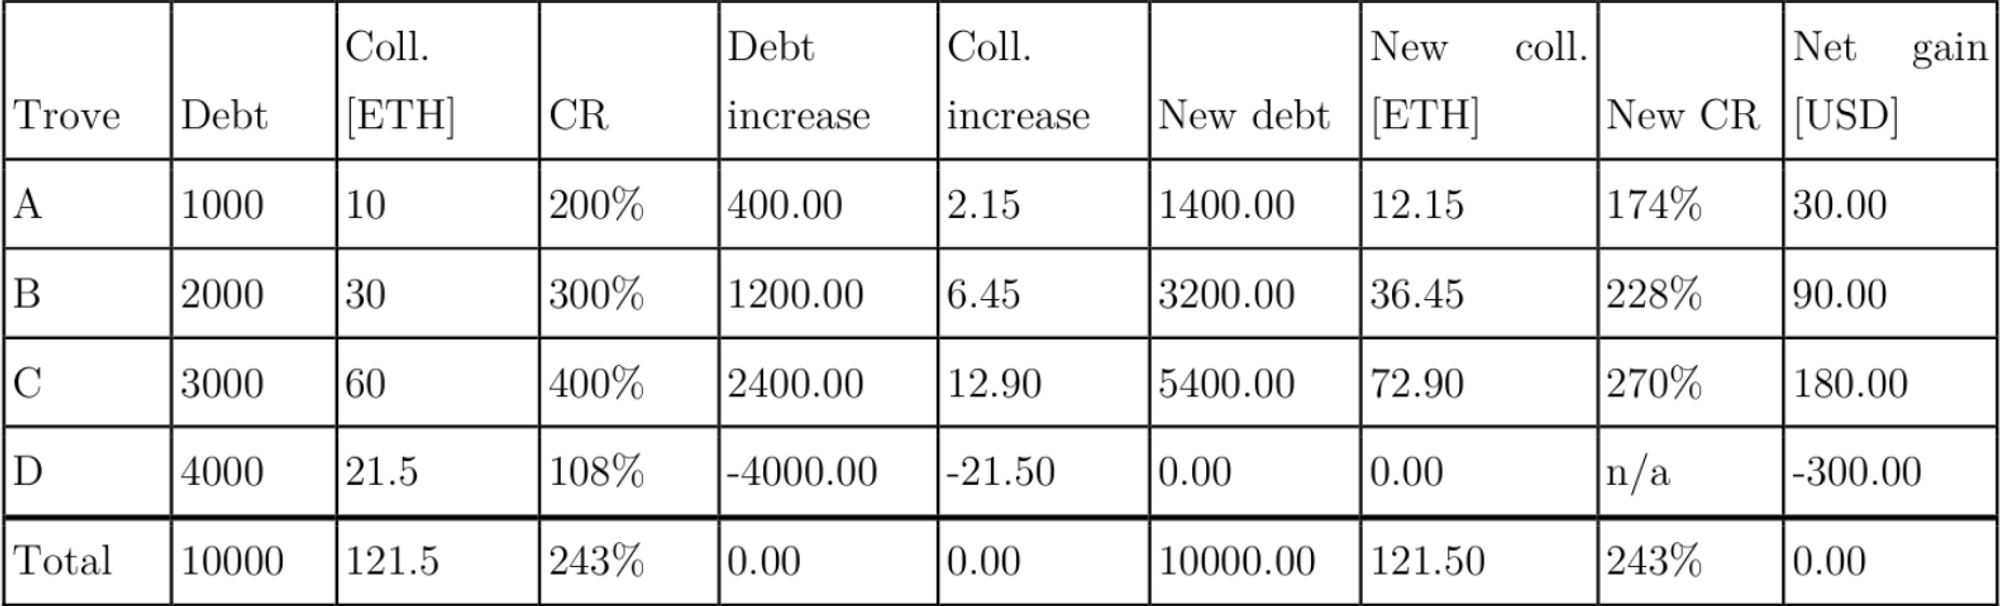 Trove Debt Coll. [ETH] CR Debt increase Coll. increase New debt New coll. [ETH] New CR Net gain [USD]
A 1000 10 200% 400.00 2.15 1400.00 12.15 174% 30.00
B 2000 30 300% 1200.00 6.45 3200.00 36.45 228% 90.00
C 3000 60 400% 2400.00 12.90 5400.00 72.90 270% 180.00
D 4000 21.5 108% -4000.00 -21.50 0.00 0.00 n/a -300.00
Total 10000 121.5 243% 0.00 0.00 10000.00 121.50 243% 0.00